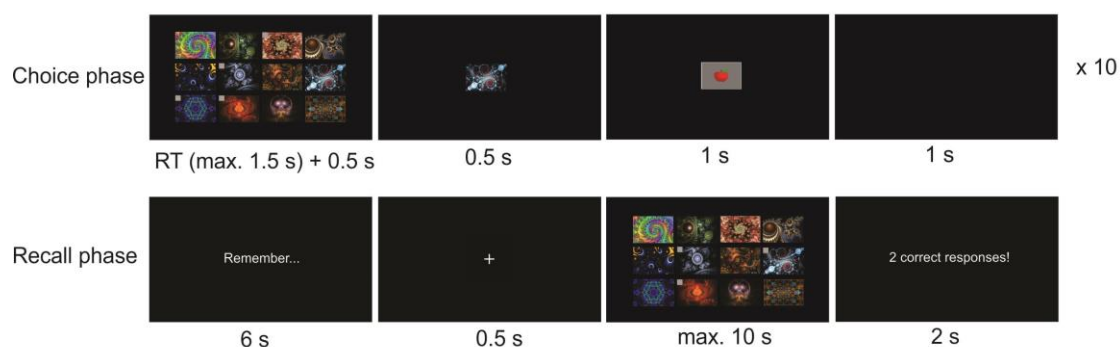 Choice phase
x 10
RT (max. 1.5 s) + 0.5 s
0.5 s
1 s
1 s
Recall phase
Remember...
+
2 correct responses!
6 s
0.5 s
max. 10 s
2 s